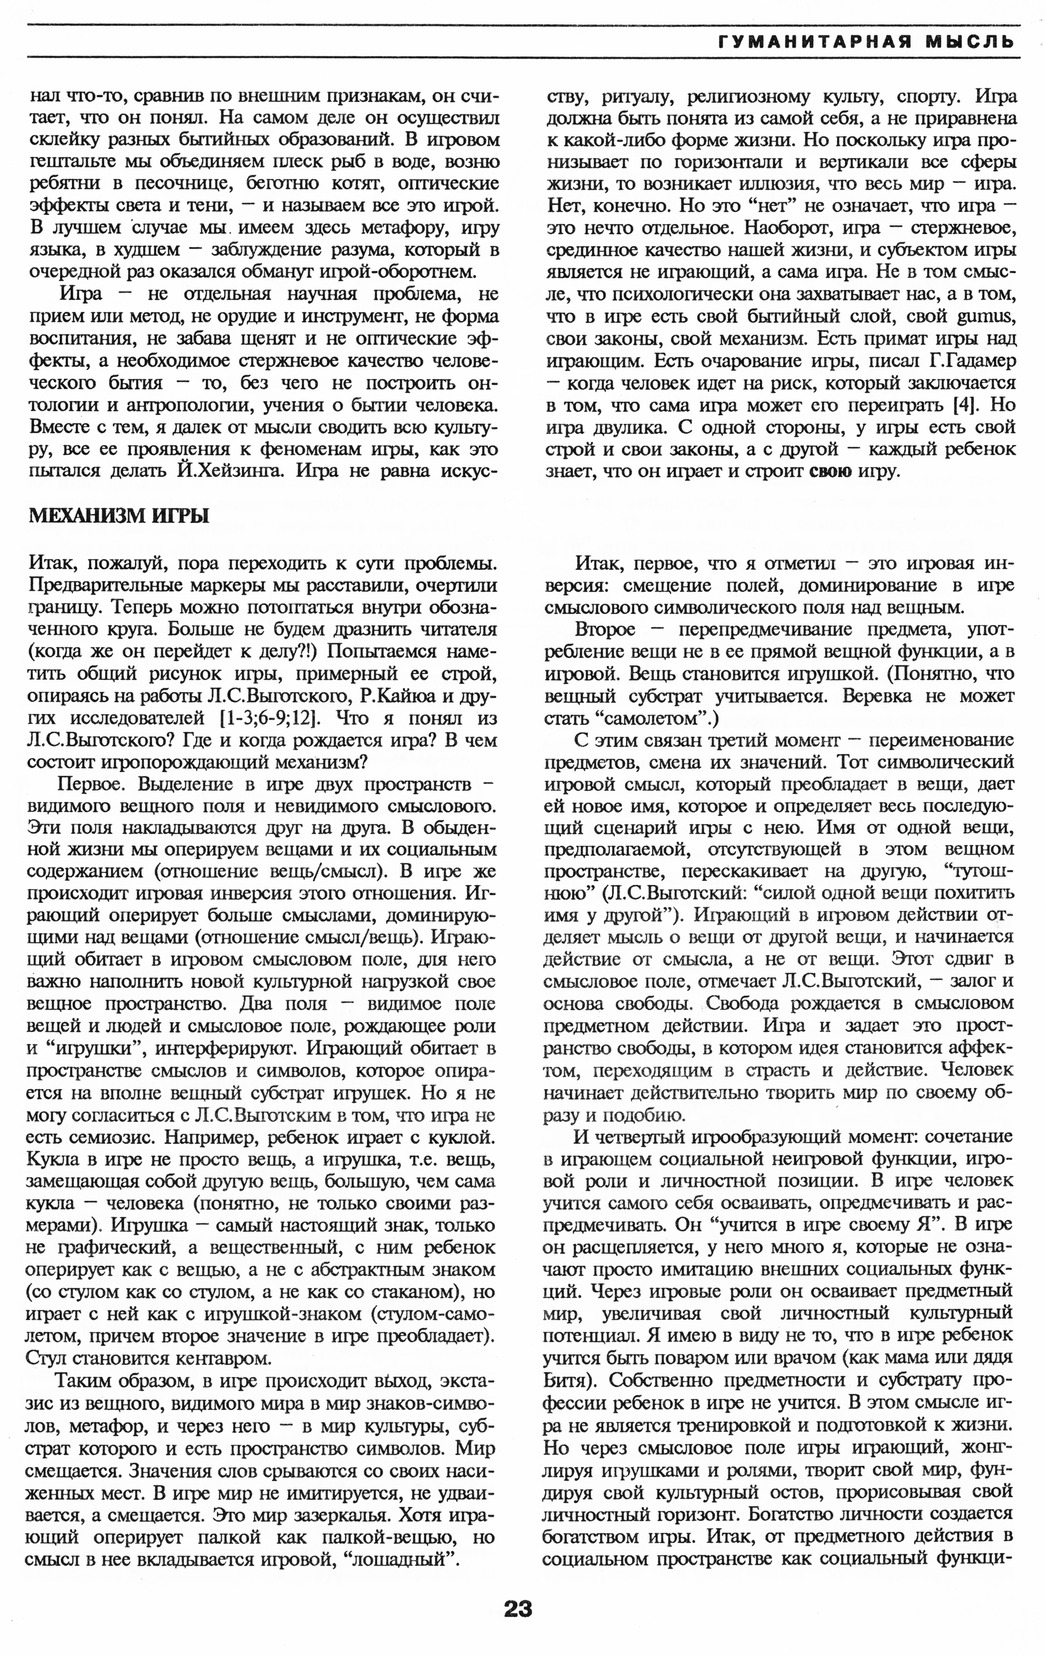 ГУМАНИТАРНАЯ МЫСЛЬ
нал что-то, сравнив по внешним признакам, он счи-
тает, что он понял. На самом деле он осуществил
склейку разных бытийных образований. В игровом
гештальте мы объединяем плеск рыб в воде, возню
ребятни в песочнице, беготню котят, оптические
эффекты света и тени, — и называем все это игрой.
В лучшем случае мы имеем здесь метафору, игру
языка, в худшем — заблуждение разума, который в
очередной раз оказался обманут игрой-оборотнем.
Игра — не отдельная научная проблема, не
прием или метод, не орудие и инструмент, не форма
воспитания, не забава щенят и не оптические эф-
фекты, а необходимое стержневое качество челове-
ческого бытия — то, без чего не построить он-
тологии и антропологии, учения о бытии человека.
Вместе с тем, я далек от мысли сводить всю культу-
ру, все ее проявления к феноменам игры, как это
пытался делать Й.Хейзинга. Игра не равна искус-
ству, ритуалу, религиозному культу, спорту. Игра
должна быть понята из самой себя, а не приравнена
к какой-либо форме жизни. Но поскольку игра про-
низывает по горизонтали и вертикали все сферы
жизни, то возникает иллюзия, что весь мир — игра.
Нет, конечно. Но это “нет” не означает, что игра —
это нечто отдельное. Наоборот, игра — стержневое,
срединное качество нашей жизни, и субъектом игры
является не играющий, а сама игра. Не в том смыс-
ле, что психологически она захватывает нас, а в том,
что в игре есть свой бытийный слой, свой gumus,
свои законы, свой механизм. Есть примат игры над
играющим. Есть очарование игры, писал Г.Гадамер
— когда человек идет на риск, который заключается
в том, что сама игра может его переиграть [4]. Но
игра двулика. С одной стороны, у игры есть свой
строй и свои законы, а с другой — каждый ребенок
знает, что он играет и строит свою игру.
МЕХАНИЗМ ИГРЫ
Итак, пожалуй, пора переходить к сути проблемы.
Предварительные маркеры мы расставили, очертили
границу. Теперь можно потоптаться внутри обозна-
ченного круга. Больше не будем дразнить читателя
(когда же он перейдет к делу?!) Попытаемся наме-
тить общий рисунок игры, примерный ее строй,
опираясь на работы Л.С.Выготского, Р.Кайюа и дру-
гих исследователей [1-3;6-9;12]. Что я понял из
Л.С.Выготского? Где и когда рождается игра? В чем
состоит игропорождающий механизм?
Первое. Выделение в игре двух пространств –
видимого вещного поля и невидимого смыслового.
Эти поля накладываются друг на друга. В обыден-
ной жизни мы оперируем вещами и их социальным
содержанием (отношение вещь/смысл). В игре же
происходит игровая инверсия этого отношения. Иг-
рающий оперирует больше смыслами, доминирую-
щими над вещами (отношение смысл/вещь). Играю-
щий обитает в игровом смысловом поле, для него
важно наполнить новой культурной нагрузкой свое
вещное пространство. Два поля — видимое поле
вещей и людей и смысловое поле, рождающее роли
и “игрушки”, интерферируют. Играющий обитает в
пространстве смыслов и символов, которое опира-
ется на вполне вещный субстрат игрушек. Но я не
могу согласиться с Л.С.Выготским в том, что игра не
есть семиозис. Например, ребенок играет с куклой.
Кукла в игре не просто вещь, а игрушка, т.е. вещь,
замещающая собой другую вещь, большую, чем сама
кукла — человека (понятно, не только своими раз-
мерами). Игрушка — самый настоящий знак, только
не графический, а вещественный, с ним ребенок
оперирует как с вещью, а не с абстрактным знаком
(со стулом как со стулом, а не как со стаканом), но
играет с ней как с игрушкой-знаком (стулом-само-
летом, причем второе значение в игре преобладает).
Стул становится кентавром.
Таким образом, в игре происходит выход, экста-
зис из вещного, видимого мира в мир знаков-симво-
лов, метафор, и через него — в мир культуры, суб-
страт которого и есть пространство символов. Мир
смещается. Значения слов срываются со своих наси-
женных мест. В игре мир не имитируется, не удваи-
вается, а смещается. Это мир зазеркалья. Хотя игра-
ющий оперирует палкой как палкой-вещью, но
смысл в нее вкладывается игровой, “лошадный”.
Итак, первое, что я отметил — это игровая ин-
версия: смещение полей, доминирование в игре
смыслового символического поля над вещным.
Второе — перепредмечивание предмета, упот-
ребление вещи не в ее прямой вещной функции, а в
игровой. Вещь становится игрушкой. (Понятно, что
вещный субстрат учитывается. Веревка не может
стать “самолетом”.)
С этим связан третий момент — переименование
предметов, смена их значений. Тот символический
игровой смысл, который преобладает в вещи, дает
ей новое имя, которое и определяет весь последую-
щий сценарий игры с нею. Имя от одной вещи,
предполагаемой, отсутствующей в этом вещном
пространстве, перескакивает на другую, “тутош-
нюю” (Л.С.Выготский: “силой одной вещи похитить
имя у другой”). Играющий в игровом действии от-
деляет мысль о вещи от другой вещи, и начинается
действие от смысла, а не от вещи. Этот сдвиг в
смысловое поле, отмечает Л.С.Выготский, — залог и
основа свободы. Свобода рождается в смысловом
предметном действии. Игра и задает это прост-
ранство свободы, в котором идея становится аффек-
том, переходящим в страсть и действие. Человек
начинает действительно творить мир по своему об-
разу и подобию.
И четвертый игрообразующий момент: сочетание
в играющем социальной неигровой функции, игро-
вой роли и личностной позиции. В игре человек
учится самого себя осваивать, опредмечивать и рас-
предмечивать. Он “учится в игре своему Я”. В игре
он расщепляется, у него много я, которые не озна-
чают просто имитацию внешних социальных функ-
ций. Через игровые роли он осваивает предметный
мир, увеличивая свой личностный культурный
потенциал. Я имею в виду не то, что в игре ребенок
учится быть поваром или врачом (как мама или дядя
Витя). Собственно предметности и субстрату про-
фессии ребенок в игре не учится. В этом смысле иг-
ра не является тренировкой и подготовкой к жизни.
Но через смысловое поле игры играющий, жонг-
лируя игрушками и ролями, творит свой мир, фун-
дируя свой культурный остов, прорисовывая свой
личностный горизонт. Богатство личности создается
богатством игры. Итак, от предметного действия в
социальном пространстве как социальный функци-
23